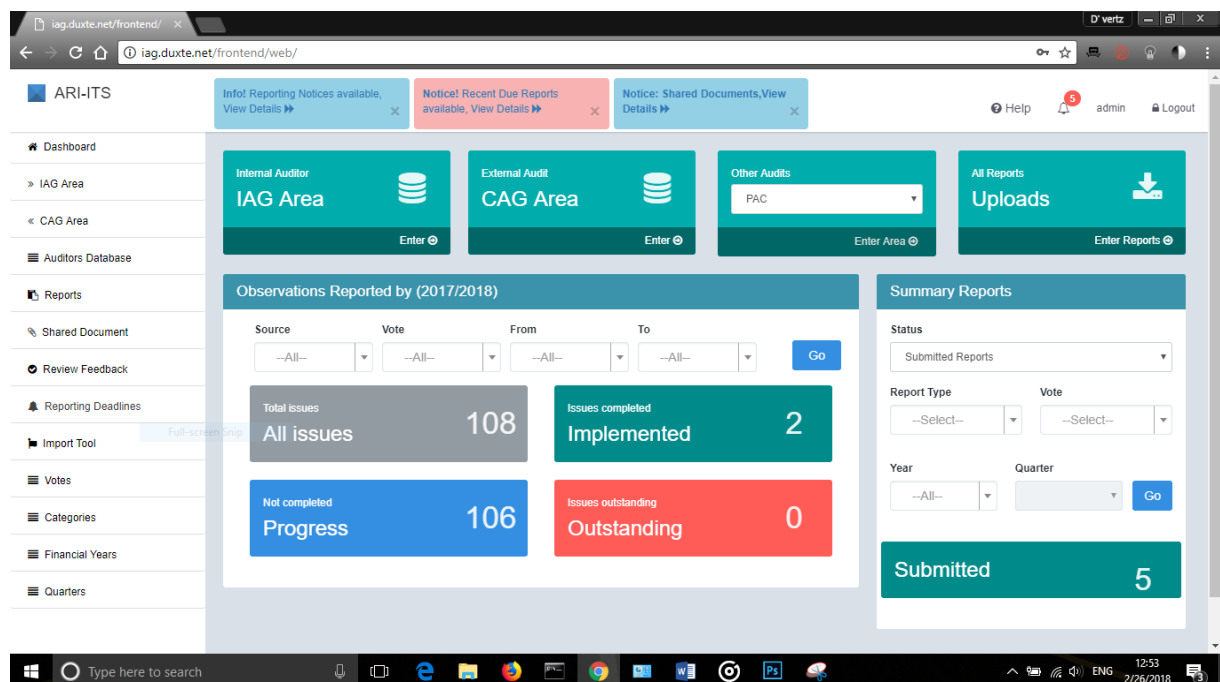 iag.duxte.net/frontend/
D' vertz
iag.duxte.net/frontend/web/
ARI-ITS
Info! Reporting Notices available,
View Details
Notice! Recent Due Reports
available, View Details
Notice: Shared Documents,View
Details
Help
5
admin
Logout
Dashboard
IAG Area
CAG Area
Auditors Database
Reports
Shared Document
Review Feedback
Reporting Deadlines
Import Tool
Votes
Categories
Financial Years
Quarters
Full-screen Snip
Internal Auditor
IAG Area
Enter
External Audit
CAG Area
Enter
Other Audits
PAC
Enter Area
All Reports
Uploads
Enter Reports
Observations Reported by (2017/2018)
Source Vote From To
--All-- --All-- --All-- --All-- Go
Total issues
All issues 108
Issues completed
Implemented 2
Not completed
Progress 106
Issues outstanding
Outstanding 0
Summary Reports
Status
Submitted Reports
Report Type Vote
--Select-- --Select--
Year Quarter
--All-- Go
Submitted 5
Type here to search
ENG
12:53
2/26/2018
3